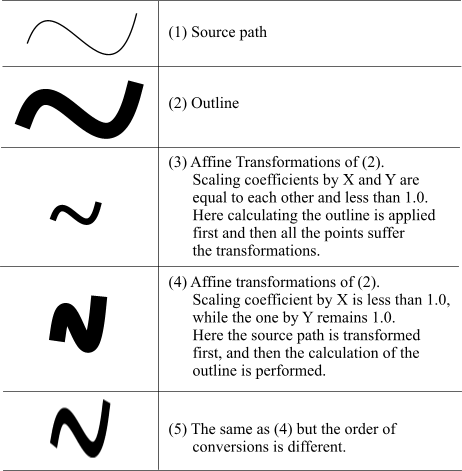 (1) Source path
(2) Outline
(3) Affine Transformations of (2).
Scaling coefficients by X and Y are
equal to each other and less than 1.0.
Here calculating the outline is applied
first and then all the points suffer
the transformations.
(4) Affine transformations of (2).
Scaling coefficient by X is less than 1.0,
while the one by Y remains 1.0.
Here the source path is transformed
first, and then the calculation of the
outline is performed.
(5) The same as (4) but the order of
conversions is different.